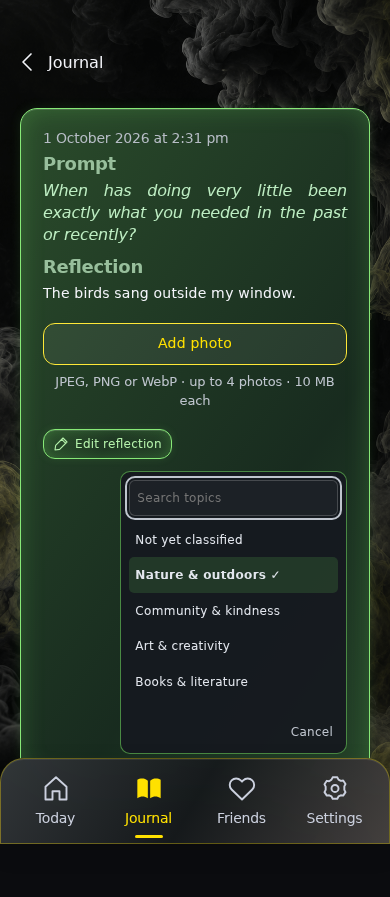 Journal
1 October 2026 at 2:31 pm
Prompt
When has doing very little been
exactly what you needed in the past
or recently?
Reflection
The birds sang outside my window.
Add photo
JPEG, PNG or WebP · up to 4 photos · 10 MB
each
Edit reflection
Search topics
Not yet classified
Nature & outdoors ✓
Community & kindness
Art & creativity
Books & literature
Cancel
Today
Journal
Friends
Settings